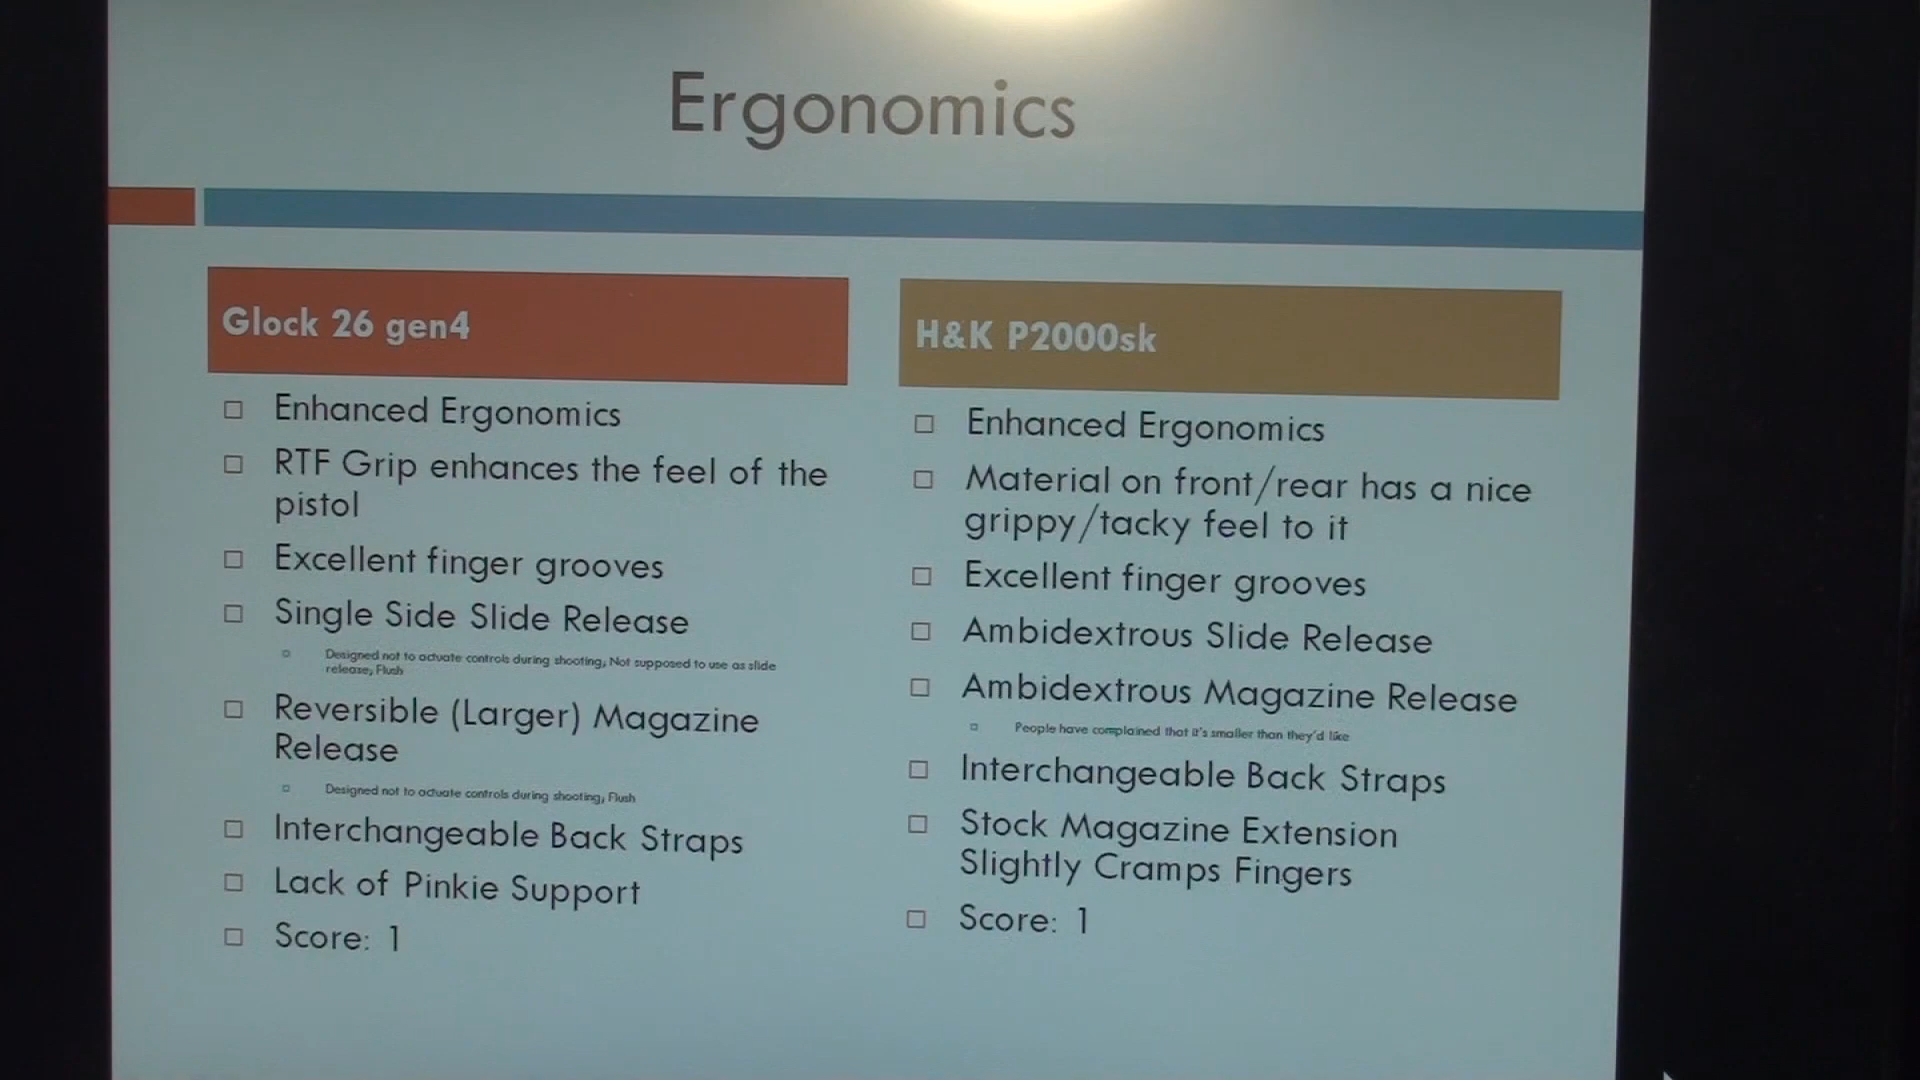 Ergonomics
Glock 26 gen4
Enhanced Ergonomics
RTF Grip enhances the feel of the
pistol
Excellent finger grooves
Single Side Slide Release
Designed not to actuate controls during shooting; Not supposed to use as slide
release; Flush
Reversible (Larger) Magazine
Release
Designed not to actuate controls during shooting; Flush
Interchangeable Back Straps
Lack of Pinkie Support
Score: 1
H&K P2000sk
Enhanced Ergonomics
Material on front/rear has a nice
grippy/tacky feel to it
Excellent finger grooves
Ambidextrous Slide Release
Ambidextrous Magazine Release
People have complained that it's smaller than they'd like
Interchangeable Back Straps
Stock Magazine Extension
Slightly Cramps Fingers
Score: 1